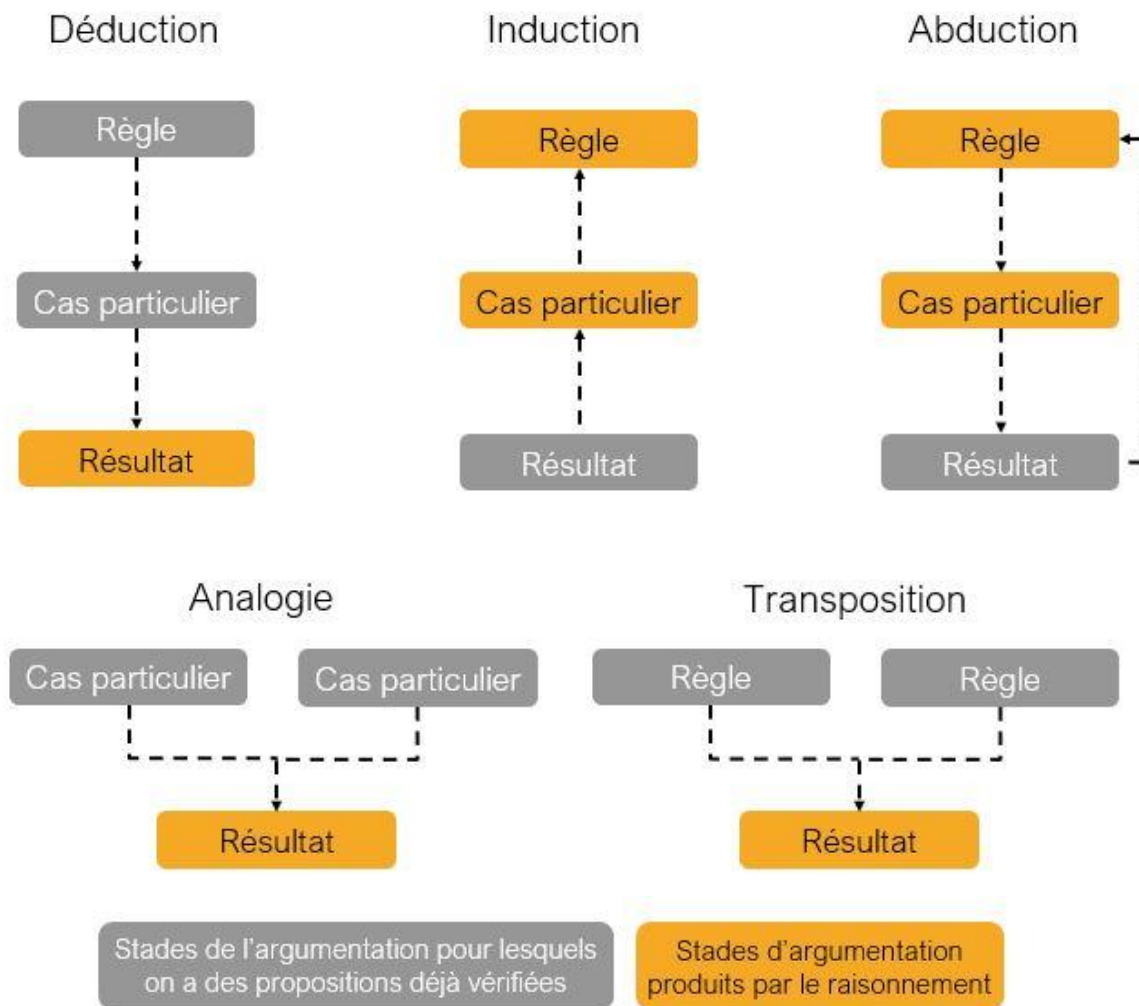 Déduction
Induction
Abduction
Règle
Règle
Règle
Cas particulier
Cas particulier
Cas particulier
Résultat
Résultat
Résultat
Analogie
Transposition
Cas particulier
Cas particulier
Règle
Règle
Résultat
Résultat
Stades de l'argumentation pour lesquels
on a des propositions déjà vérifiées
Stades d'argumentation
produits par le raisonnement